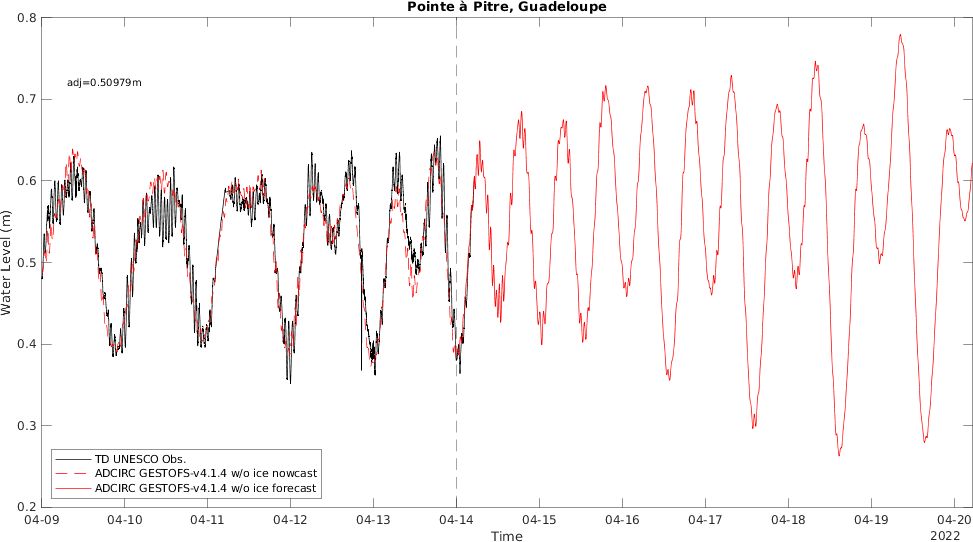 Pointe à Pitre, Guadeloupe
0.8
adj=0.50979m
0.7
0.6
0.5
0.4
0.3
0.2
Water Level (m)
TD UNESCO Obs.
ADCIRC GESTOFS-v4.1.4 w/o ice nowcast
ADCIRC GESTOFS-v4.1.4 w/o ice forecast
04-09 04-10 04-11 04-12 04-13 04-14 04-15 04-16 04-17 04-18 04-19 04-20
Time
2022